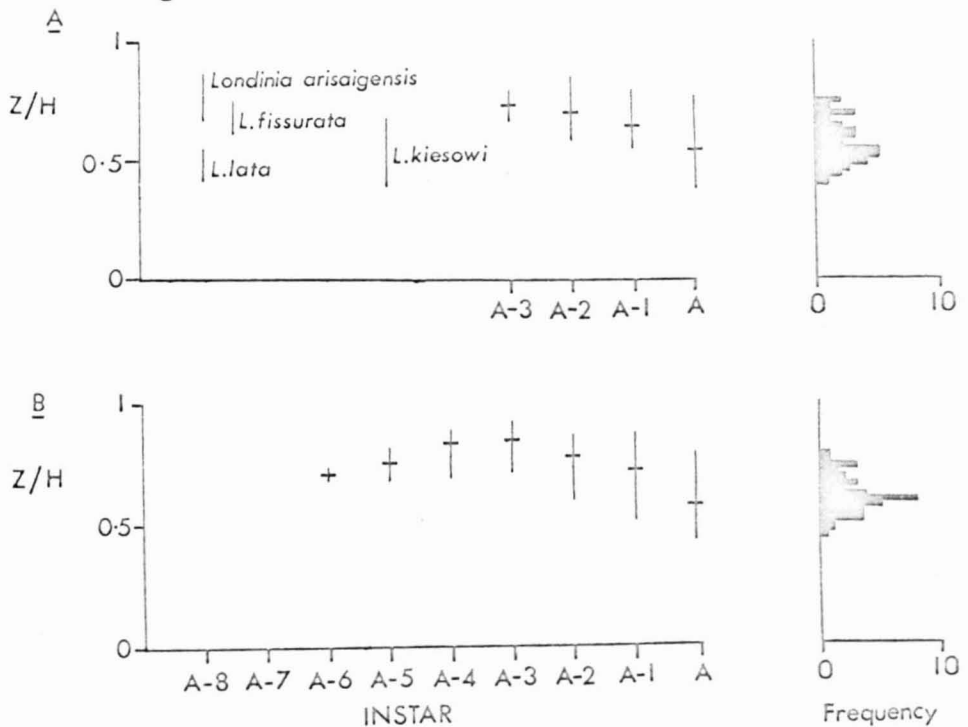 A
1
Z/H
0·5
0
Londinia arisaigensis
L.fissurata
L.lata
L.kiesowi
A-3 A-2 A-1 A
0 10
B
1
Z/H
0·5
0
A-8 A-7 A-6 A-5 A-4 A-3 A-2 A-1 A
INSTAR
0 10
Frequency